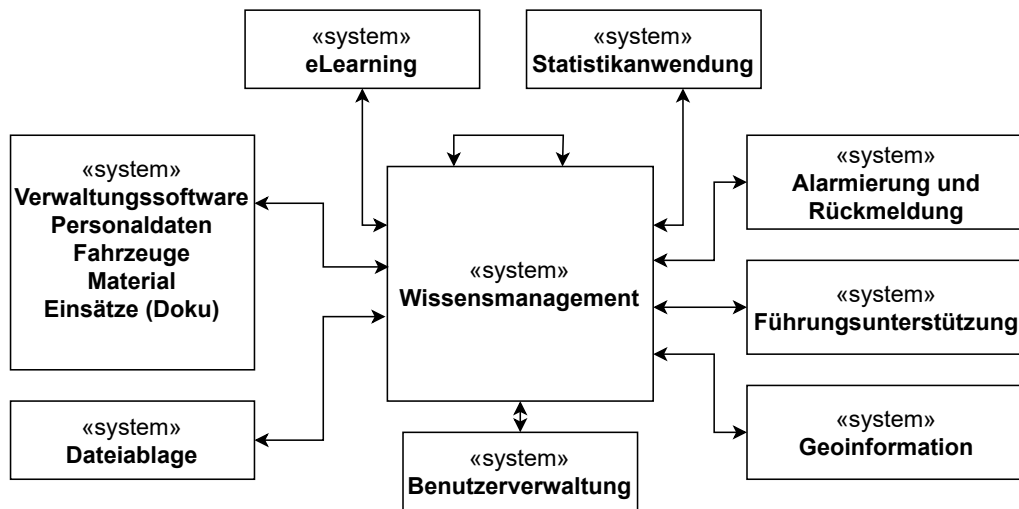 «system»
eLearning
«system»
Statistikanwendung
«system»
Verwaltungssoftware
Personaldaten
Fahrzeuge
Material
Einsätze (Doku)
«system»
Wissensmanagement
«system»
Alarmierung und
Rückmeldung
«system»
Führungsunterstützung
«system»
Dateiablage
«system»
Benutzerverwaltung
«system»
Geoinformation